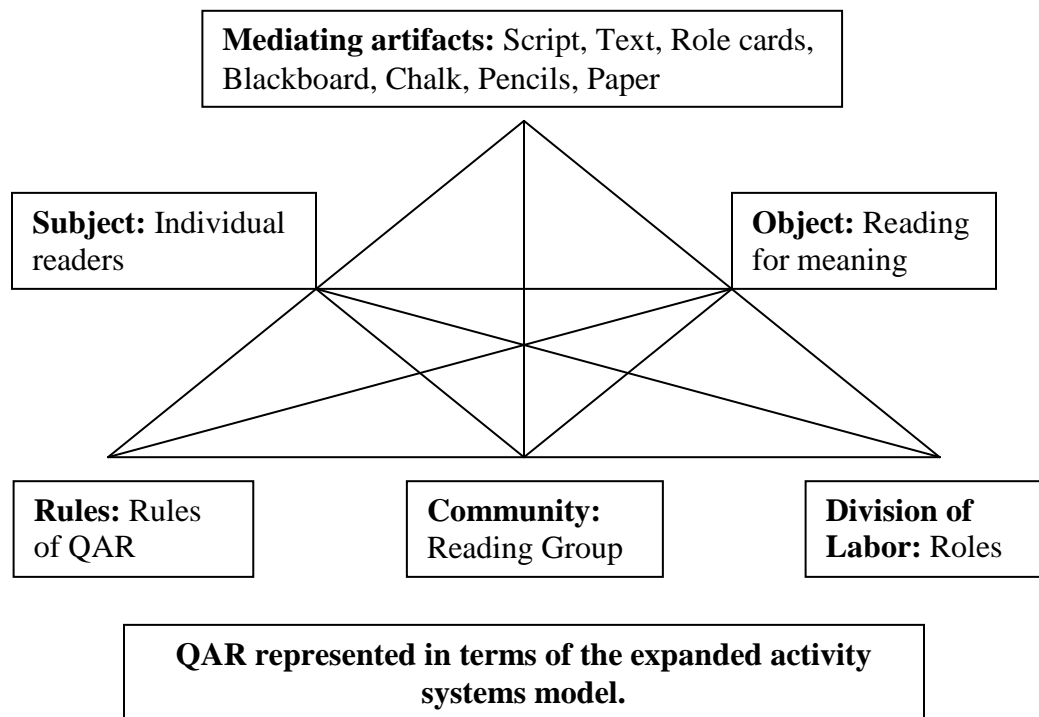 Mediating artifacts: Script, Text, Role cards,
Blackboard, Chalk, Pencils, Paper
Subject: Individual
readers
Object: Reading
for meaning
Rules: Rules
of QAR
Community:
Reading Group
Division of
Labor: Roles
QAR represented in terms of the expanded activity
systems model.